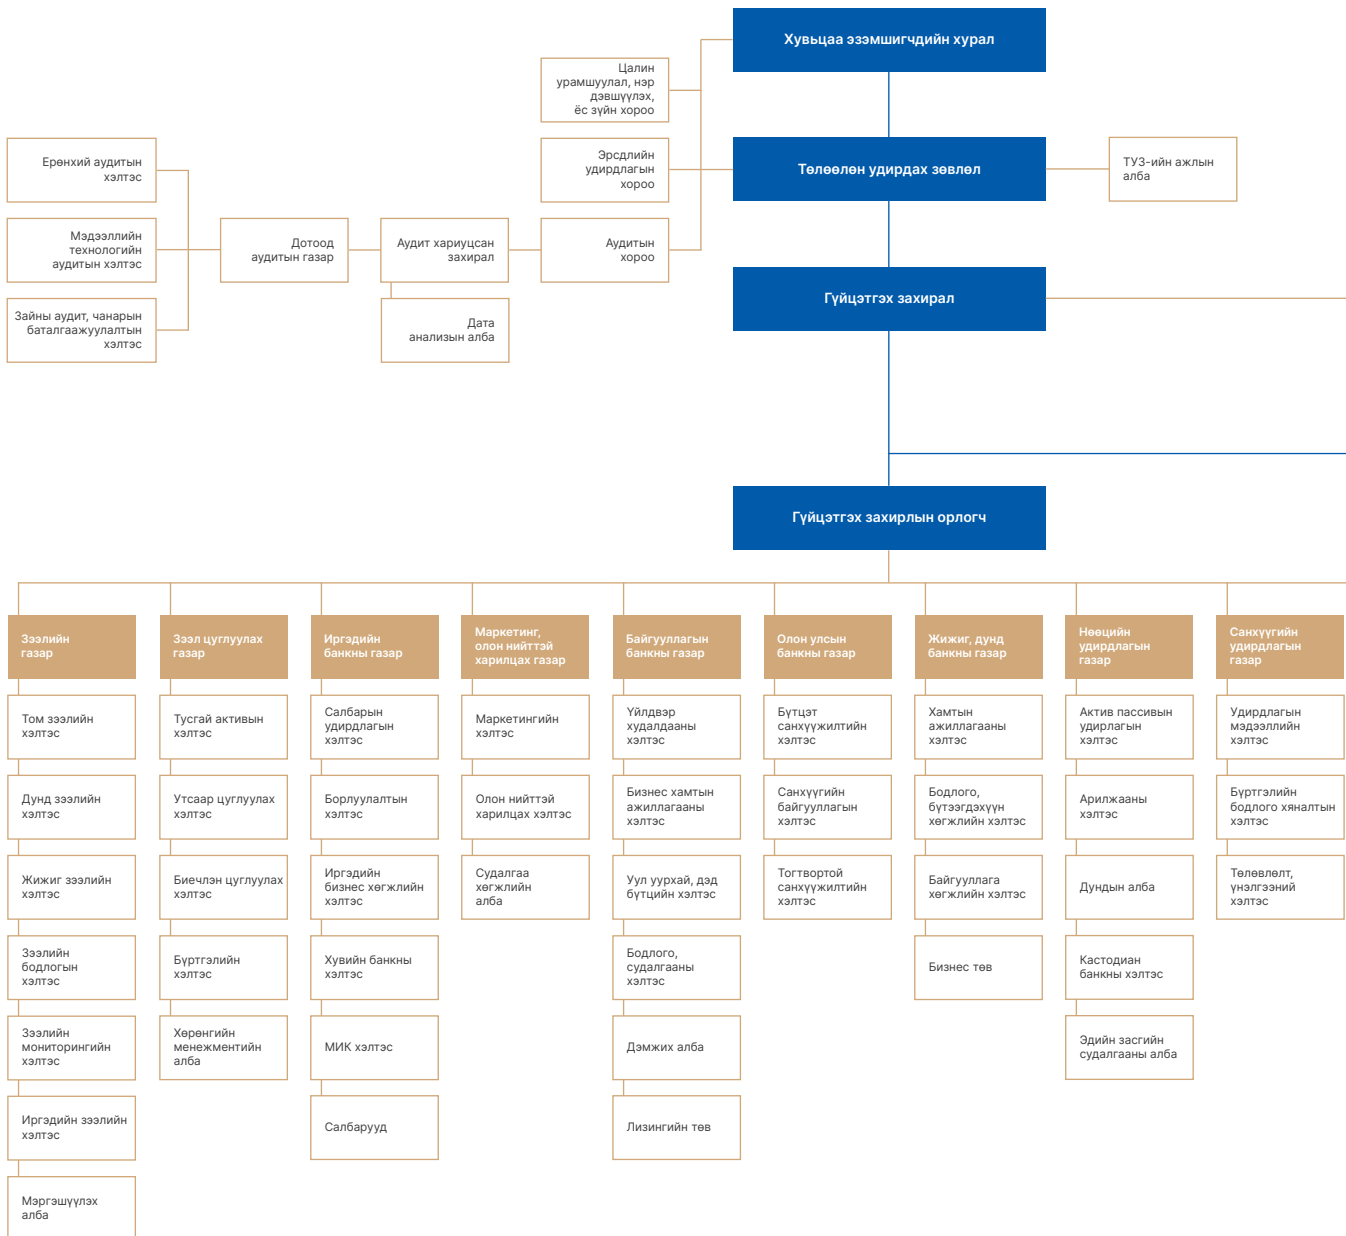 Хувьцаа эзэмшигчдийн хурал
Цалин
урамшуулал, нэр
дэвшүүлэх,
ёс зүйн хороо
Эрсдлийн
удирдлагын
хороо
Төлөөлөн удирдах зөвлөл
ТУЗ-ийн ажлын
алба
Ерөнхий аудитын
хэлтэс
Мэдээллийн
технологийн
аудитын хэлтэс
Зайны аудит, чанарын
баталгаажуулалтын
хэлтэс
Дотоод
аудитын газар
Аудит хариуцсан
захирал
Аудитын
хороо
Дата
анализын алба
Гүйцэтгэх захирал
Гүйцэтгэх захирлын орлогч
Зээлийн
газар
Том зээлийн
хэлтэс
Дунд зээлийн
хэлтэс
Жижиг зээлийн
хэлтэс
Зээлийн
бодлогын
хэлтэс
Зээлийн
мониторингийн
хэлтэс
Иргэдийн зээлийн
хэлтэс
Мэргэшүүлэх
алба
Зээл цуглуулах
газар
Тусгай активын
хэлтэс
Утсаар цуглуулах
хэлтэс
Биечлэн цуглуулах
хэлтэс
Бүртгэлийн
хэлтэс
Хөрөнгийн
менежментийн
алба
Иргэдийн
банкны газар
Салбарын
удирдлагын
хэлтэс
Борлуулалтын
хэлтэс
Иргэдийн
бизнес хөгжлийн
хэлтэс
Хувийн банкны
хэлтэс
МИК хэлтэс
Салбарууд
Маркетинг,
олон нийттэй
харилцах газар
Маркетингийн
хэлтэс
Олон нийттэй
харилцах хэлтэс
Судалгаа
хөгжлийн
алба
Байгууллагын
банкны газар
Үйлдвэр
худалдааны
хэлтэс
Бизнес хамтын
ажиллагааны
хэлтэс
Уул уурхай, дэд
бүтцийн хэлтэс
Бодлого,
судалгааны
хэлтэс
Дэмжих алба
Лизингийн төв
Олон улсын
банкны газар
Бүтцэт
санхүүжилтийн
хэлтэс
Санхүүгийн
байгууллагын
хэлтэс
Тогтвортой
санхүүжилтийн
хэлтэс
Жижиг, дунд
банкны газар
Хамтын
ажиллагааны
хэлтэс
Бодлого,
бүтээгдэхүүн
хөгжлийн хэлтэс
Байгууллага
хөгжлийн хэлтэс
Бизнес төв
Нөөцийн
удирдлагын
газар
Актив пассивын
удирлагын
хэлтэс
Арилжааны
хэлтэс
Дундын алба
Кастодиан
банкны хэлтэс
Эдийн засгийн
судалгааны алба
Санхүүгийн
удирдлагын
газар
Удирдлагын
мэдээллийн
хэлтэс
Бүртгэлийн
бодлого хяналтын
хэлтэс
Төлөвлөлт,
үнэлгээний
хэлтэс